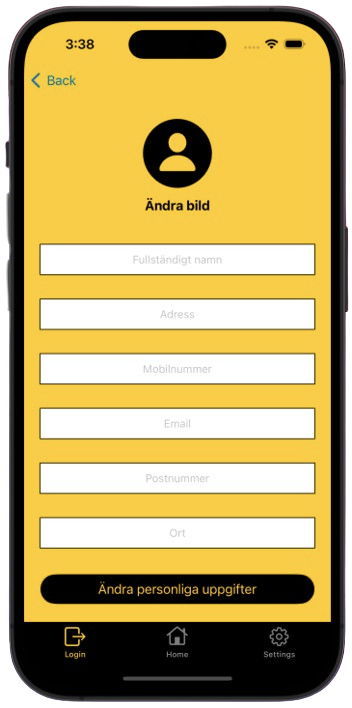 3:38
Back
Ändra bild
Fullständigt namn
Adress
Mobilnummer
Email
Postnummer
Ort
Ändra personliga uppgifter
Login
Home
Settings